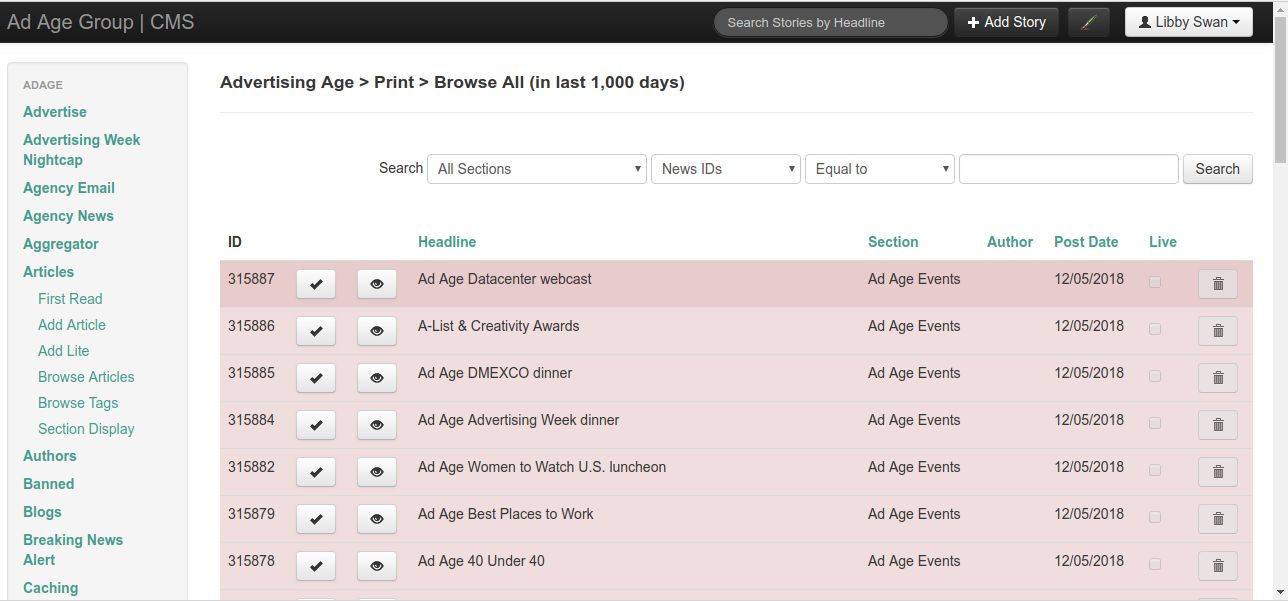 Ad Age Group | CMS
Search Stories by Headline
Add Story
Libby Swan
ADAGE
Advertise
Advertising Week
Nightcap
Agency Email
Agency News
Aggregator
Articles
First Read
Add Article
Add Lite
Browse Articles
Browse Tags
Section Display
Authors
Banned
Blogs
Breaking News
Alert
Caching
Advertising Age > Print > Browse All (in last 1,000 days)
Search All Sections News IDs Equal to Search
ID Headline Section Author Post Date Live
315887 Ad Age Datacenter webcast Ad Age Events 12/05/2018
315886 A-List & Creativity Awards Ad Age Events 12/05/2018
315885 Ad Age DMEXCO dinner Ad Age Events 12/05/2018
315884 Ad Age Advertising Week dinner Ad Age Events 12/05/2018
315882 Ad Age Women to Watch U.S. luncheon Ad Age Events 12/05/2018
315879 Ad Age Best Places to Work Ad Age Events 12/05/2018
315878 Ad Age 40 Under 40 Ad Age Events 12/05/2018